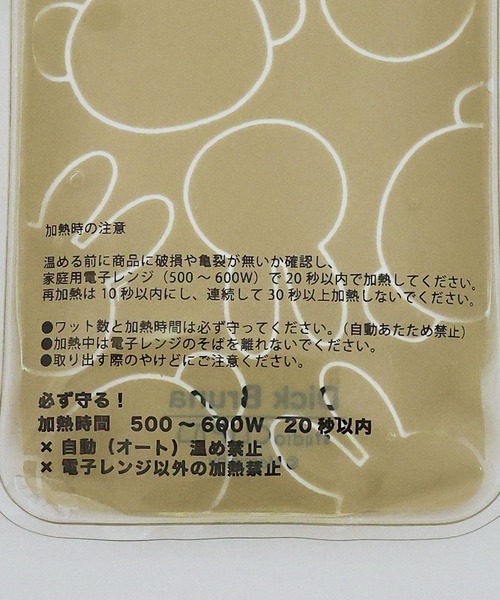 加熱時の注意
温める前に商品に破損や亀裂が無いか確認し、
家庭用電子レンジ（500～600W）で20秒以内で加熱してください。
再加熱は10秒以内にし、連続して30秒以上加熱しないでください。
●ワット数と加熱時間は必ず守ってください。（自動あたため禁止）
●加熱中は電子レンジのそばを離れないでください。
●取り出す際のやけどにご注意ください。
必ず守る！
加熱時間　500～600W　20秒以内
×自動（オート）温め禁止
×電子レンジ以外の加熱禁止
Dick Bruna